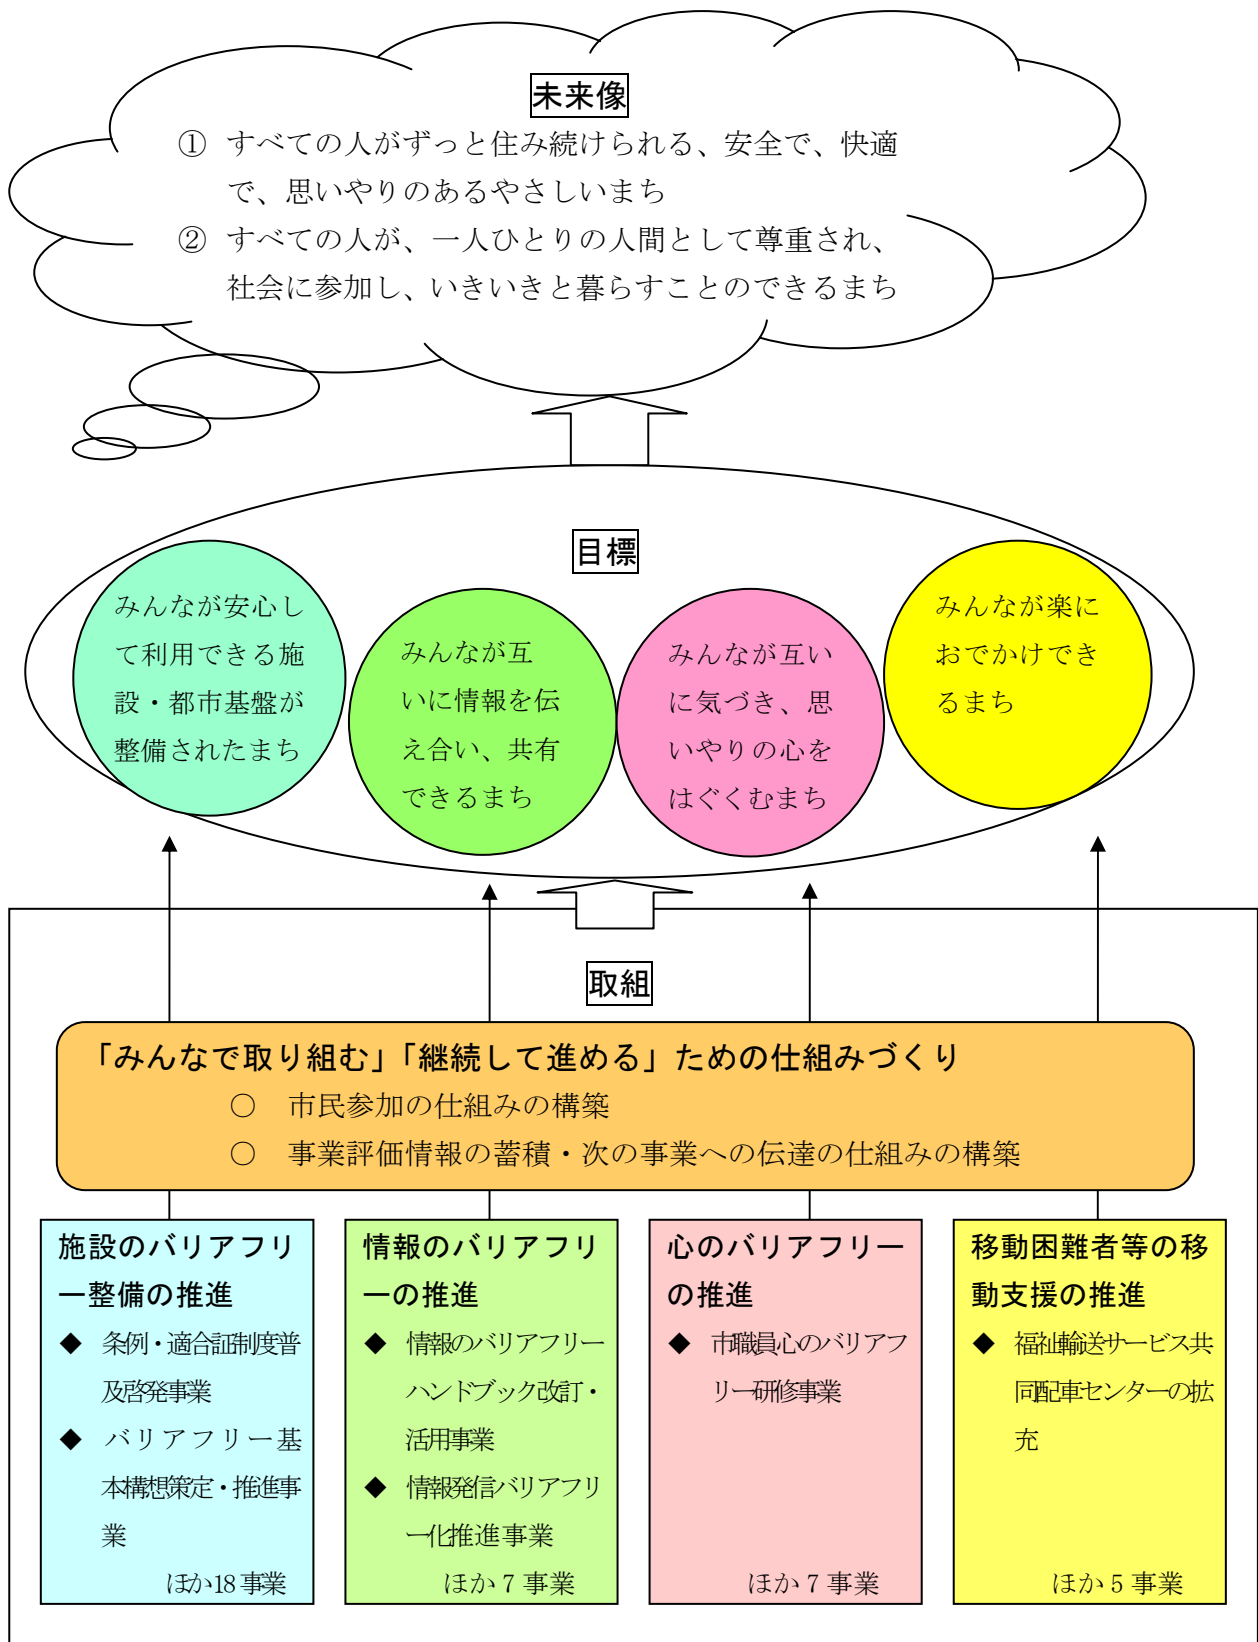 未来像
① すべての人がずっと住み続けられる、安全で、快適
で、思いやりのあるやさしいまち
② すべての人が、一人ひとりの人間として尊重され、
社会に参加し、いきいきと暮らすことのできるまち
目標
みんなが安心し
て利用できる施
設・都市基盤が
整備されたまち
みんなが互
いに情報を伝
え合い、共有
できるまち
みんなが互い
に気づき、思
いやりの心を
はぐくむまち
みんなが楽に
おでかけでき
るまち
取組
「みんなで取り組む」「継続して進める」ための仕組みづくり
○ 市民参加の仕組みの構築
○ 事業評価情報の蓄積・次の事業への伝達の仕組みの構築
施設のバリアフリ
ー整備の推進
◆ 条例・適合証制度普
及啓発事業
◆ バリアフリー基
本構想策定・推進事
業
ほか18事業
情報のバリアフリ
ーの推進
◆ 情報のバリアフリー
ハンドブック改訂・
活用事業
◆ 情報発信バリアフリ
ー化推進事業
ほか7事業
心のバリアフリー
の推進
◆ 市職員心のバリアフ
リー研修事業
ほか7事業
移動困難者等の移
動支援の推進
◆ 福祉輸送サービス共
同配車センターの拡
充
ほか5事業